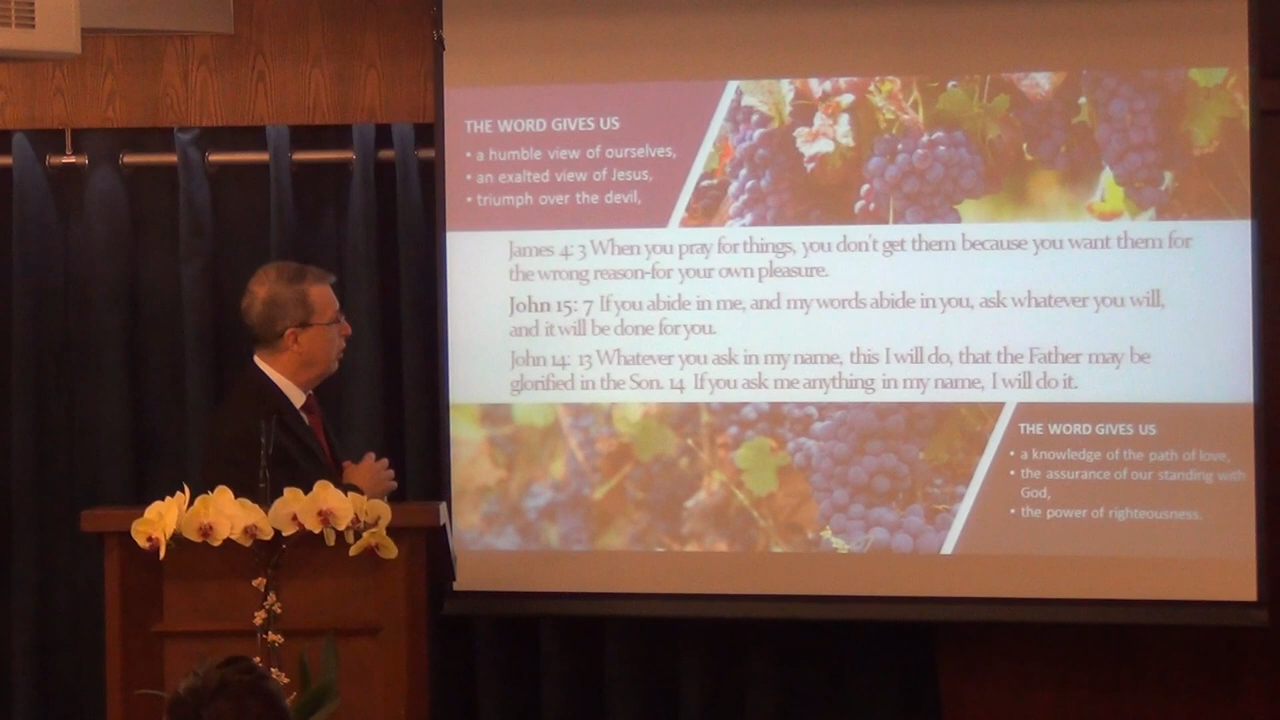 THE WORD GIVES US
• a humble view of ourselves,
• an exalted view of Jesus,
• triumph over the devil,
James 4: 3 When you pray for things, you don't get them because you want them for
the wrong reason-for your own pleasure.
John 15: 7 If you abide in me, and my words abide in you, ask whatever you will,
and it will be done for you.
John 14: 13 Whatever you ask in my name, this I will do, that the Father may be
glorified in the Son. 14 If you ask me anything in my name, I will do it.
THE WORD GIVES US
• a knowledge of the path of love,
• the assurance of our standing with
God,
• the power of righteousness.